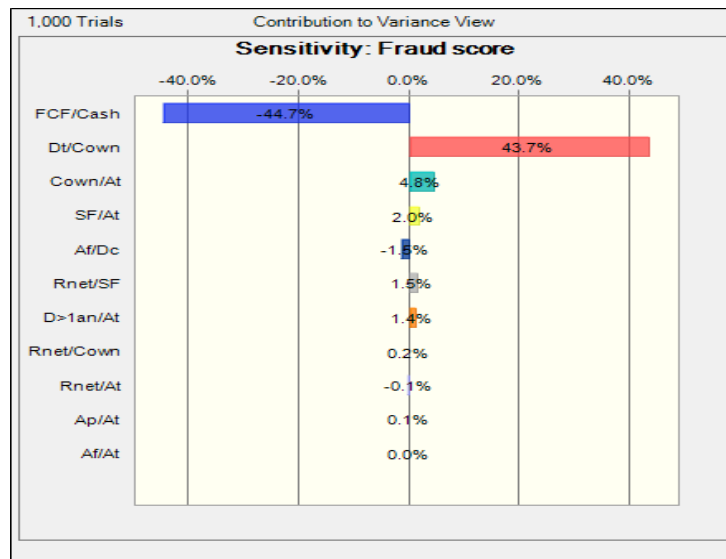 1,000 Trials Contribution to Variance View
Sensitivity: Fraud score
-40.0% -20.0% 0.0% 20.0% 40.0%
FCF/Cash -44.7%
Dt/Cown 43.7%
Cown/At 4.8%
SF/At 2.0%
Af/Dc -1.5%
Rnet/SF 1.5%
D>1an/At 1.4%
Rnet/Cown 0.2%
Rnet/At -0.1%
Ap/At 0.1%
Af/At 0.0%